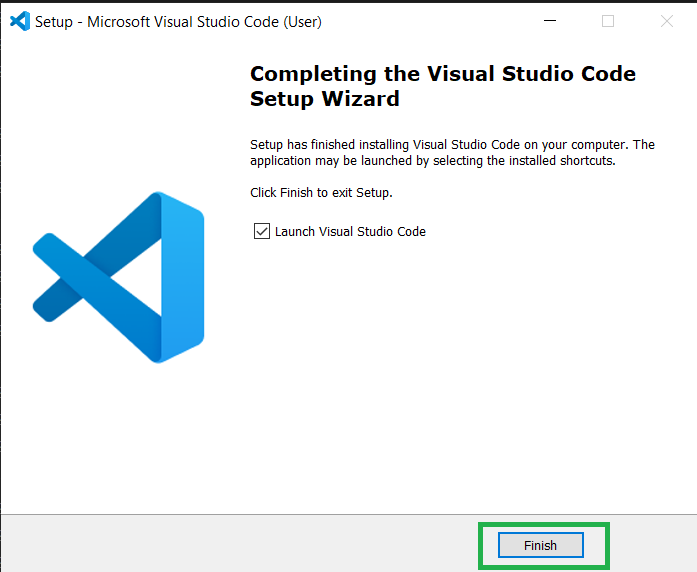 Setup - Microsoft Visual Studio Code (User)
Completing the Visual Studio Code
Setup Wizard
Setup has finished installing Visual Studio Code on your computer. The
application may be launched by selecting the installed shortcuts.
Click Finish to exit Setup.
Launch Visual Studio Code
Finish